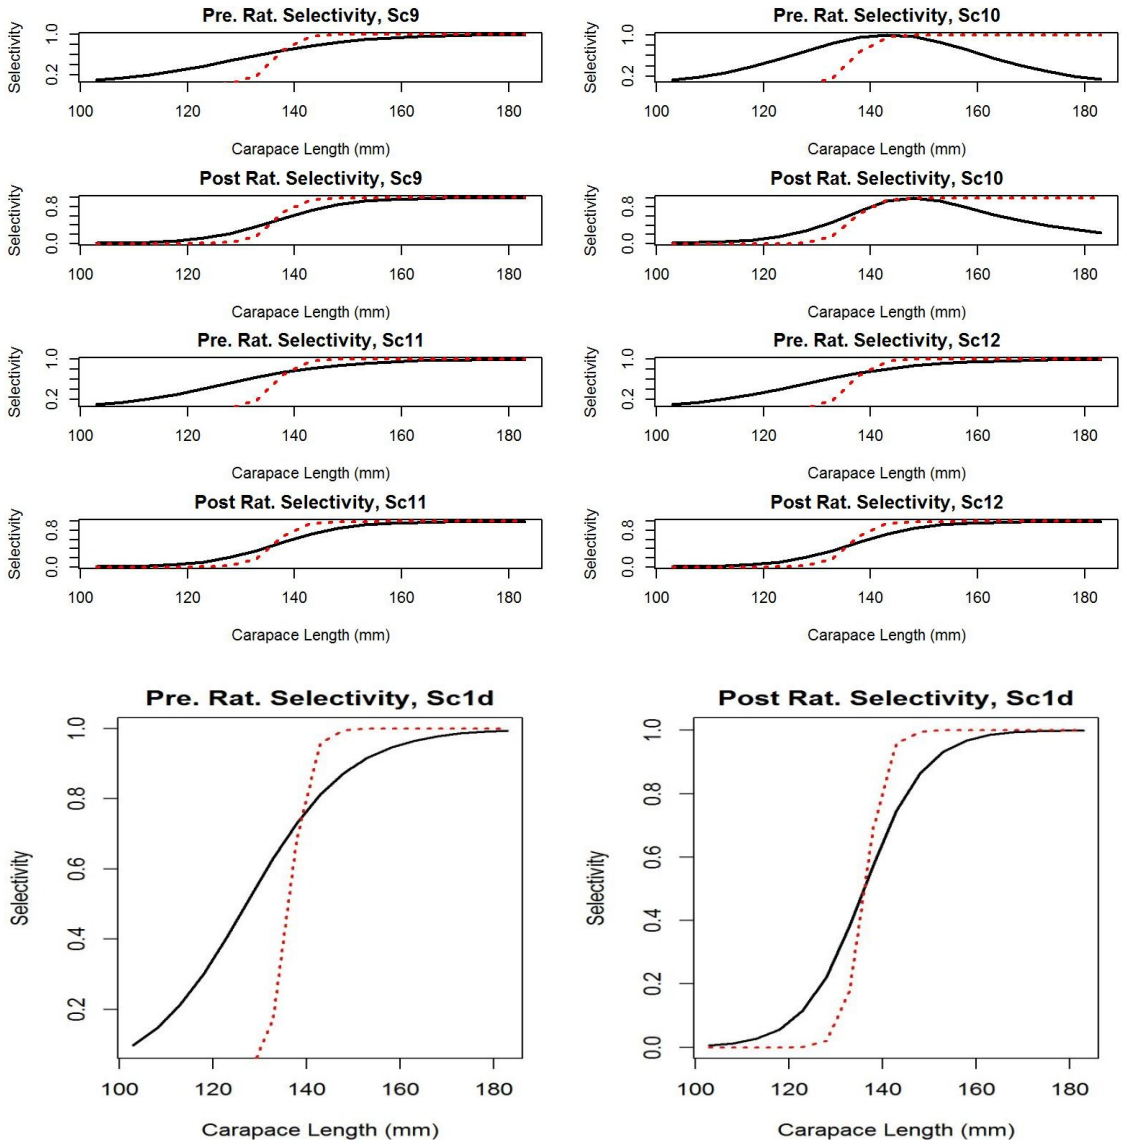 Pre. Rat. Selectivity, Sc9
Selectivity
0.2 1.0
100 120 140 160 180
Carapace Length (mm)
Pre. Rat. Selectivity, Sc10
Selectivity
0.2 1.0
100 120 140 160 180
Carapace Length (mm)
Post Rat. Selectivity, Sc9
Selectivity
0.0 0.8
100 120 140 160 180
Carapace Length (mm)
Post Rat. Selectivity, Sc10
Selectivity
0.0 0.8
100 120 140 160 180
Carapace Length (mm)
Pre. Rat. Selectivity, Sc11
Selectivity
0.2 1.0
100 120 140 160 180
Carapace Length (mm)
Pre. Rat. Selectivity, Sc12
Selectivity
0.2 1.0
100 120 140 160 180
Carapace Length (mm)
Post Rat. Selectivity, Sc11
Selectivity
0.0 0.8
100 120 140 160 180
Carapace Length (mm)
Post Rat. Selectivity, Sc12
Selectivity
0.0 0.8
100 120 140 160 180
Carapace Length (mm)
Pre. Rat. Selectivity, Sc1d
Selectivity
0.2 0.4 0.6 0.8 1.0
100 120 140 160 180
Carapace Length (mm)
Post Rat. Selectivity, Sc1d
Selectivity
0.0 0.2 0.4 0.6 0.8 1.0
100 120 140 160 180
Carapace Length (mm)